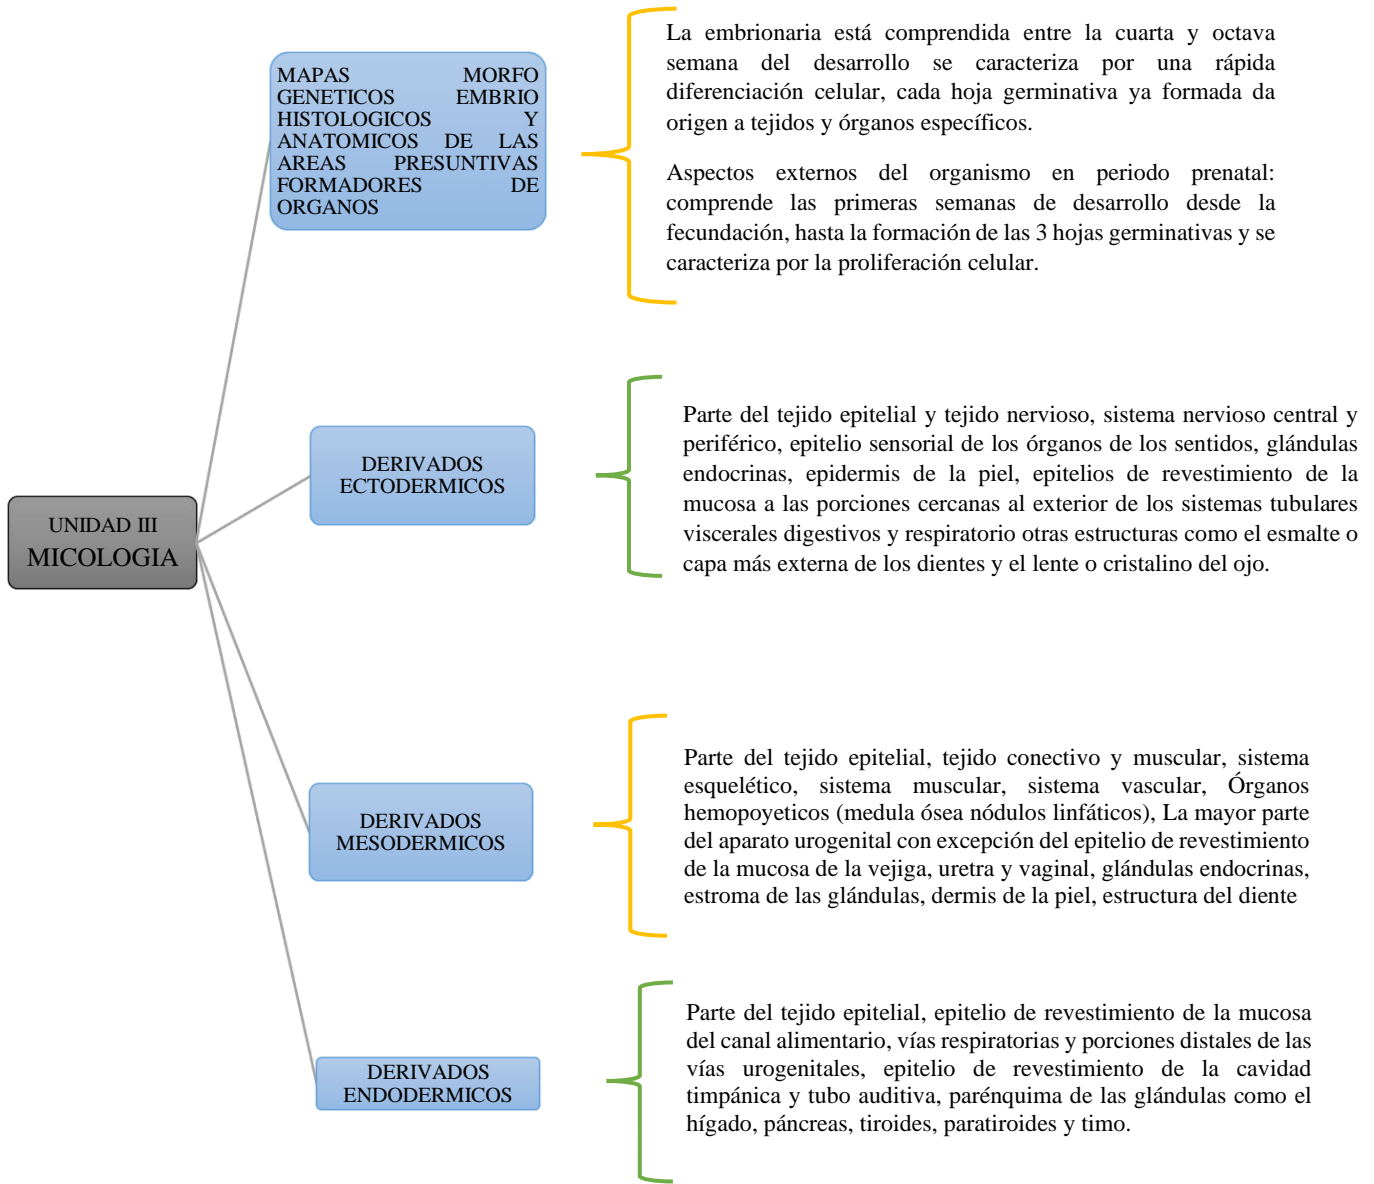 UNIDAD III
MICOLOGIA
MAPAS MORFO
GENETICOS EMBRIO
HISTOLOGICOS Y
ANATOMICOS DE LAS
AREAS PRESUNTIVAS
FORMADORES DE
ORGANOS
La embrionaria está comprendida entre la cuarta y octava
semana del desarrollo se caracteriza por una rápida
diferenciación celular, cada hoja germinativa ya formada da
origen a tejidos y órganos específicos.
Aspectos externos del organismo en periodo prenatal:
comprende las primeras semanas de desarrollo desde la
fecundación, hasta la formación de las 3 hojas germinativas y se
caracteriza por la proliferación celular.
DERIVADOS
ECTODERMICOS
Parte del tejido epitelial y tejido nervioso, sistema nervioso central y
periférico, epitelio sensorial de los órganos de los sentidos, glándulas
endocrinas, epidermis de la piel, epitelios de revestimiento de la
mucosa a las porciones cercanas al exterior de los sistemas tubulares
viscerales digestivos y respiratorio otras estructuras como el esmalte o
capa más externa de los dientes y el lente o cristalino del ojo.
DERIVADOS
MESODERMICOS
Parte del tejido epitelial, tejido conectivo y muscular, sistema
esquelético, sistema muscular, sistema vascular, Órganos
hemopoyeticos (medula ósea nódulos linfáticos), La mayor parte
del aparato urogenital con excepción del epitelio de revestimiento
de la mucosa de la vejiga, uretra y vaginal, glándulas endocrinas,
estroma de las glándulas, dermis de la piel, estructura del diente
DERIVADOS
ENDODERMICOS
Parte del tejido epitelial, epitelio de revestimiento de la mucosa
del canal alimentario, vías respiratorias y porciones distales de las
vías urogenitales, epitelio de revestimiento de la cavidad
timpánica y tubo auditiva, parénquima de las glándulas como el
hígado, páncreas, tiroides, paratiroides y timo.